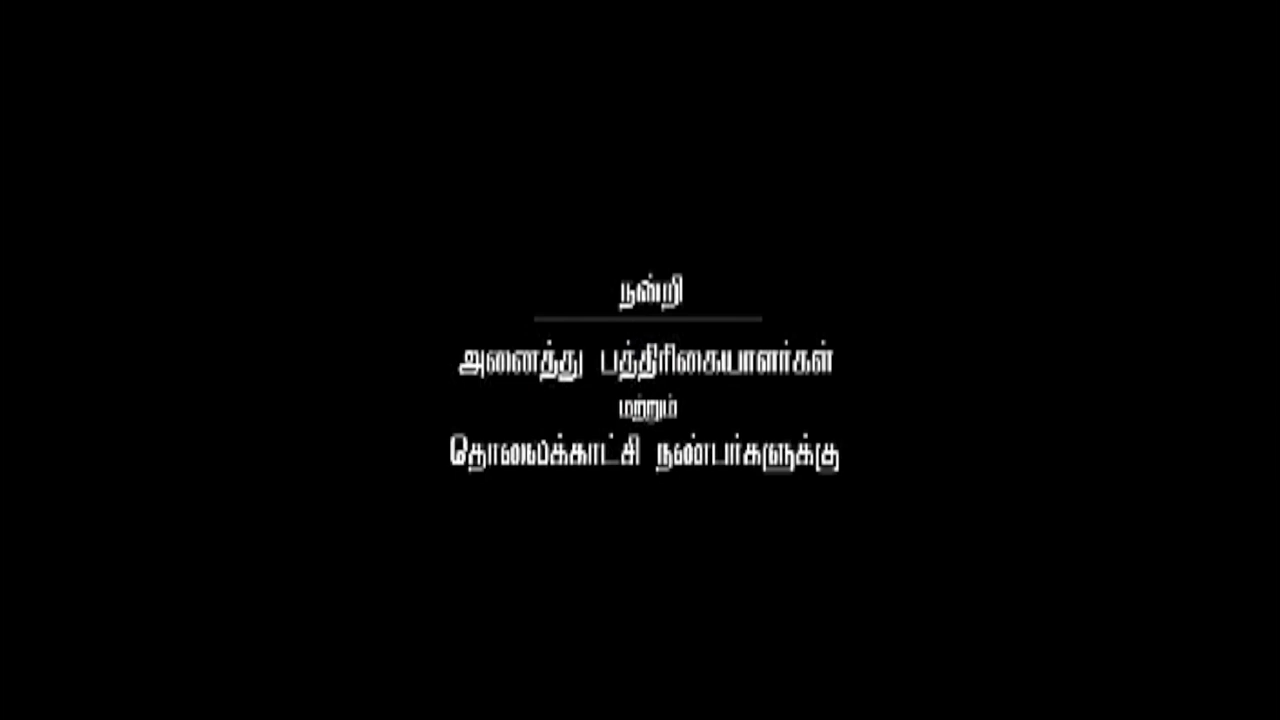 நன்றி
அனைத்து பத்திரிகையாளர்கள்
மற்றும்
தொலைக்காட்சி நண்பர்களுக்கு